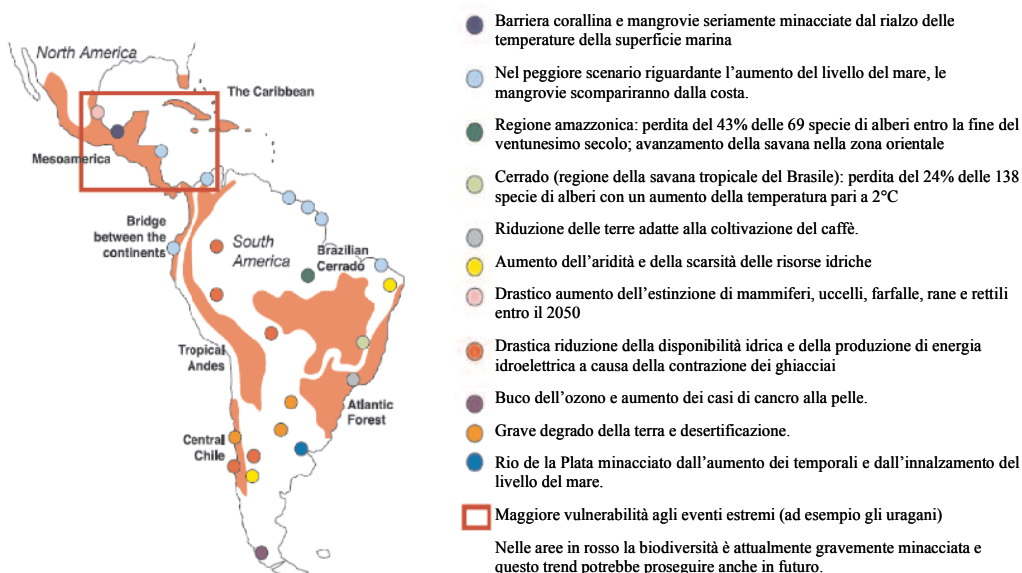 North America
The Caribbean
Mesoamerica
Bridge
between the
continents
South
America
Brazilian
Cerrado
Tropical
Andes
Atlantic
Forest
Central
Chile
Barriera corallina e mangrovie seriamente minacciate dal rialzo delle
temperature della superficie marina
Nel peggiore scenario riguardante l'aumento del livello del mare, le
mangrovie scompariranno dalla costa.
Regione amazzonica: perdita del 43% delle 69 specie di alberi entro la fine del
ventunesimo secolo; avanzamento della savana nella zona orientale
Cerrado (regione della savana tropicale del Brasile): perdita del 24% delle 138
specie di alberi con un aumento della temperatura pari a 2°C
Riduzione delle terre adatte alla coltivazione del caffè.
Aumento dell'aridità e della scarsità delle risorse idriche
Drastico aumento dell'estinzione di mammiferi, uccelli, farfalle, rane e rettili
entro il 2050
Drastica riduzione della disponibilità idrica e della produzione di energia
idroelettrica a causa della contrazione dei ghiacciai
Buco dell'ozono e aumento dei casi di cancro alla pelle.
Grave degrado della terra e desertificazione.
Rio de la Plata minacciato dall'aumento dei temporali e dall'innalzamento del
livello del mare.
Maggiore vulnerabilità agli eventi estremi (ad esempio gli uragani)
Nelle aree in rosso la biodiversità è attualmente gravemente minacciata e
questo trend potrebbe proseguire anche in futuro.